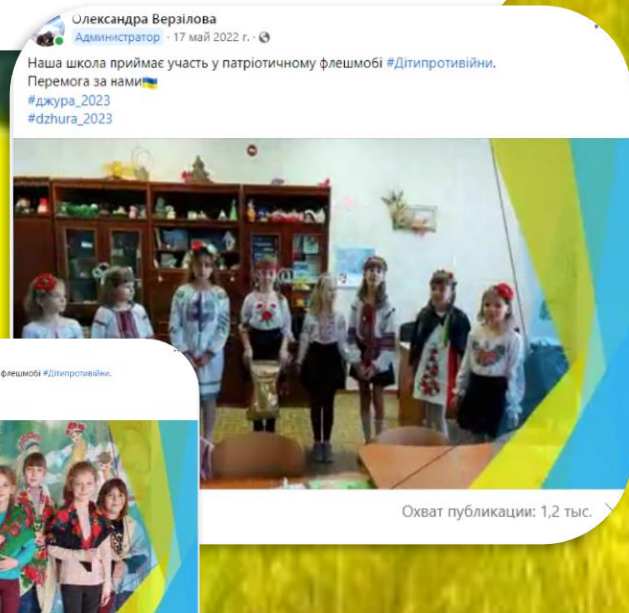 Олександра Верзілова
Администратор · 17 май 2022 г. ·
Наша школа приймає участь у патріотичному флешмобі #Дітипротивійни.
Перемога за нами
#джура_2023
#dzhura_2023
флешмобі #Дітипротивійни.
Охват публикации: 1,2 тыс.